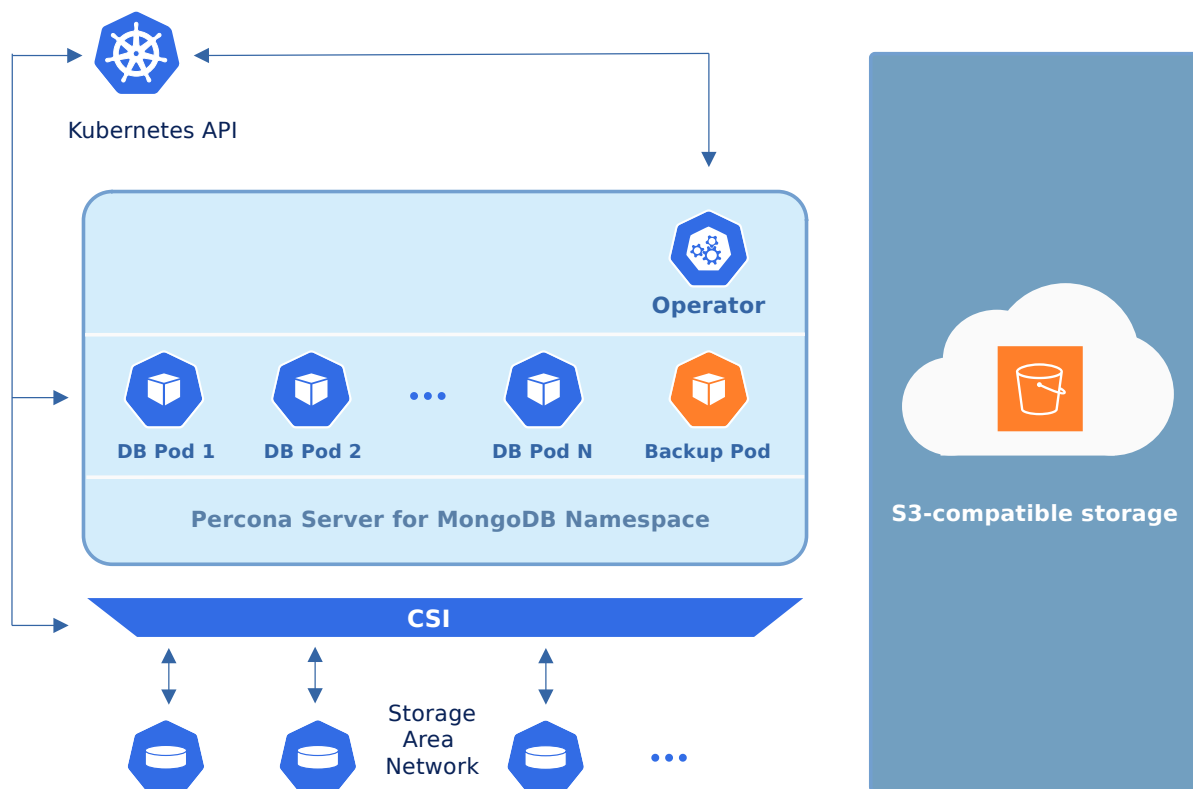 Kubernetes API
Operator
DB Pod 1
DB Pod 2
DB Pod N
Backup Pod
Percona Server for MongoDB Namespace
S3-compatible storage
CSI
Storage
Area
Network